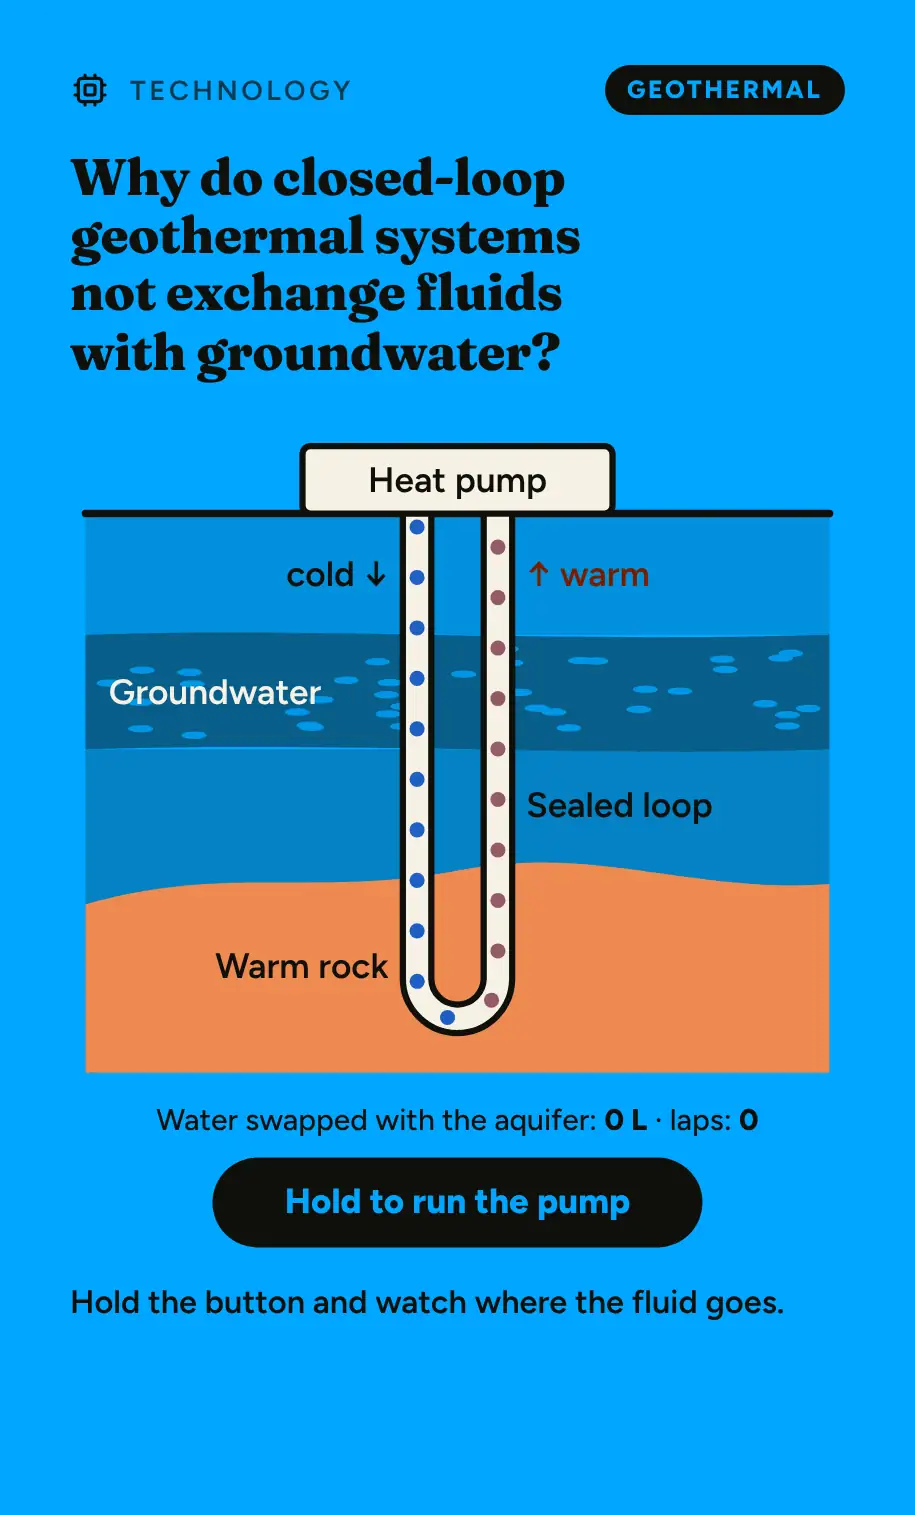 TECHNOLOGY
GEOTHERMAL
Why do closed-loop
geothermal systems
not exchange fluids
with groundwater?
Heat pump
cold ↓
↑ warm
Groundwater
Sealed loop
Warm rock
Water swapped with the aquifer: 0 L · laps: 0
Hold to run the pump
Hold the button and watch where the fluid goes.